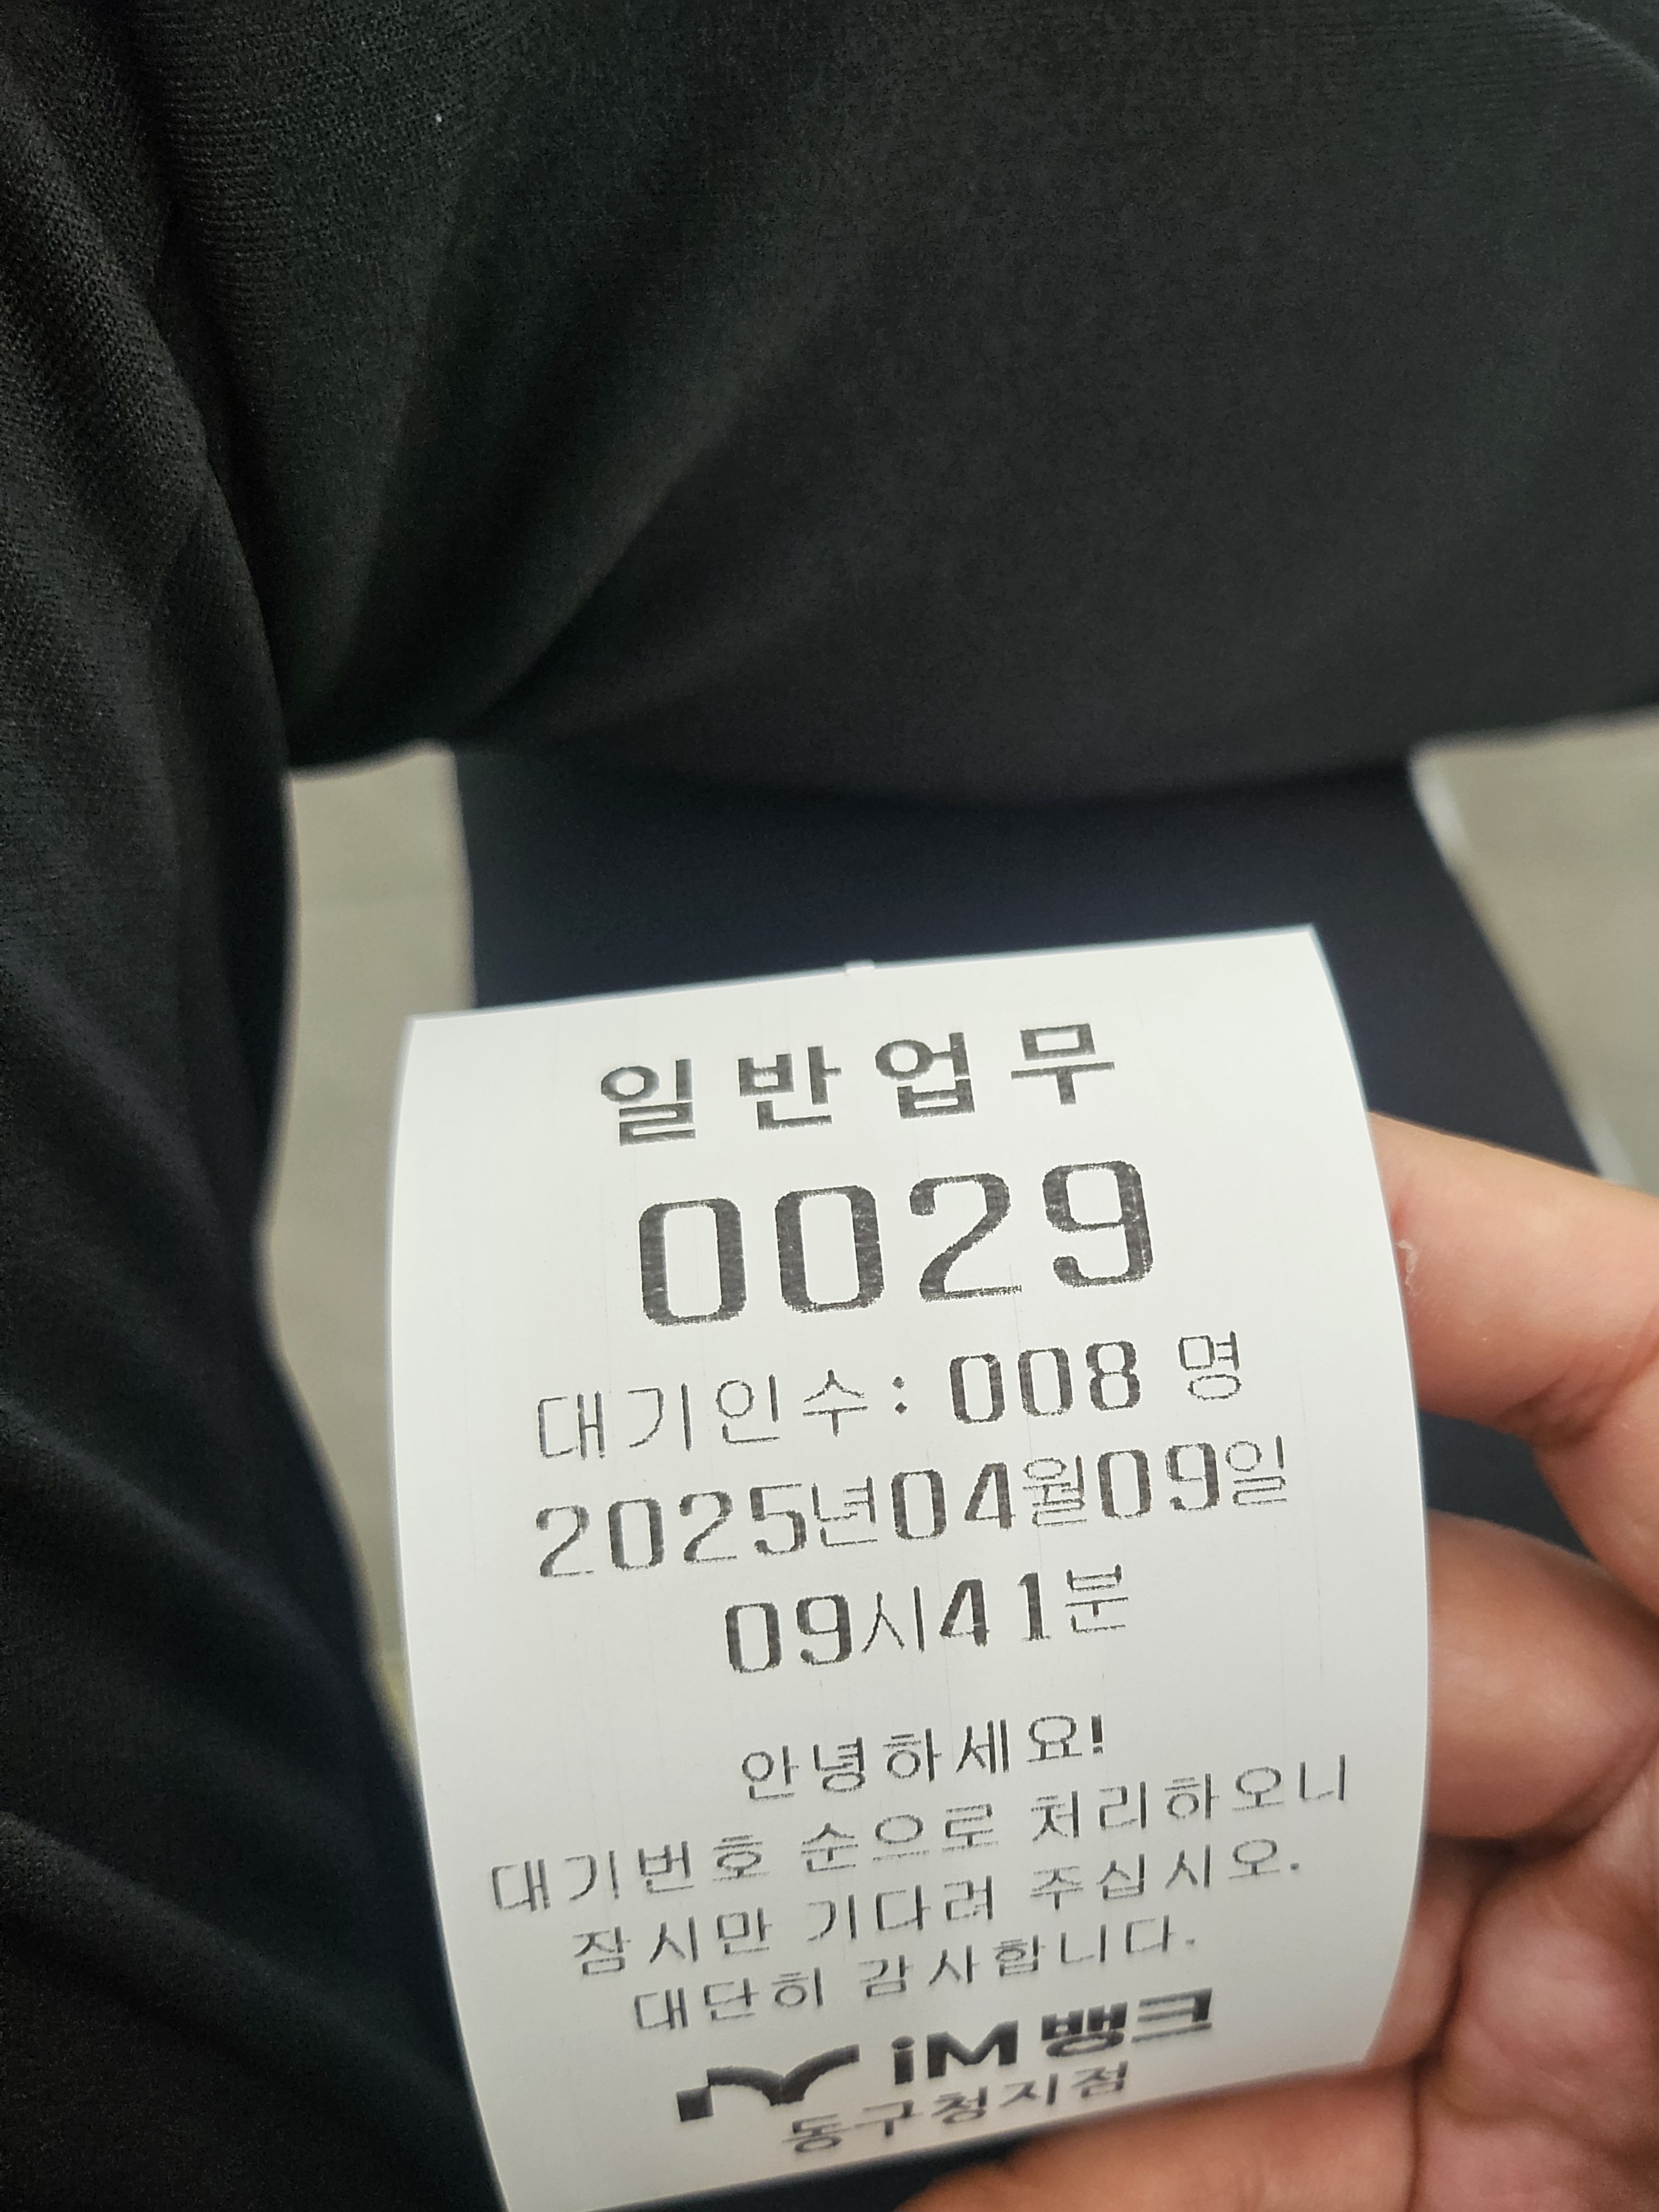 일반업무
0029
대기인수: 008 명
2025년04월09일
09시41분
안녕하세요!
대기번호 순으로 처리하오니
잠시만 기다려 주십시오.
대단히 감사합니다.
iM뱅크
동구청지점